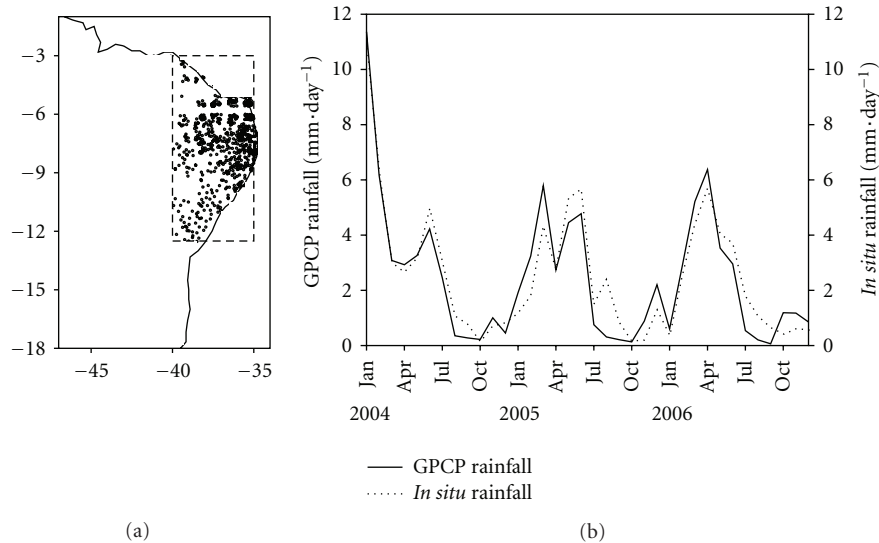 −3
−6
−9
−12
−15
−18
−45
−40
−35
−34
(a)
GPCP rainfall (mm·day−1)
12
10
8
6
4
2
0
Jan
Apr
Jul
Oct
Jan
Apr
Jul
Oct
Jan
Apr
Jul
Oct
2004
2005
2006
12
10
8
6
4
2
0
In situ rainfall (mm·day−1)
GPCP rainfall
In situ rainfall
(b)